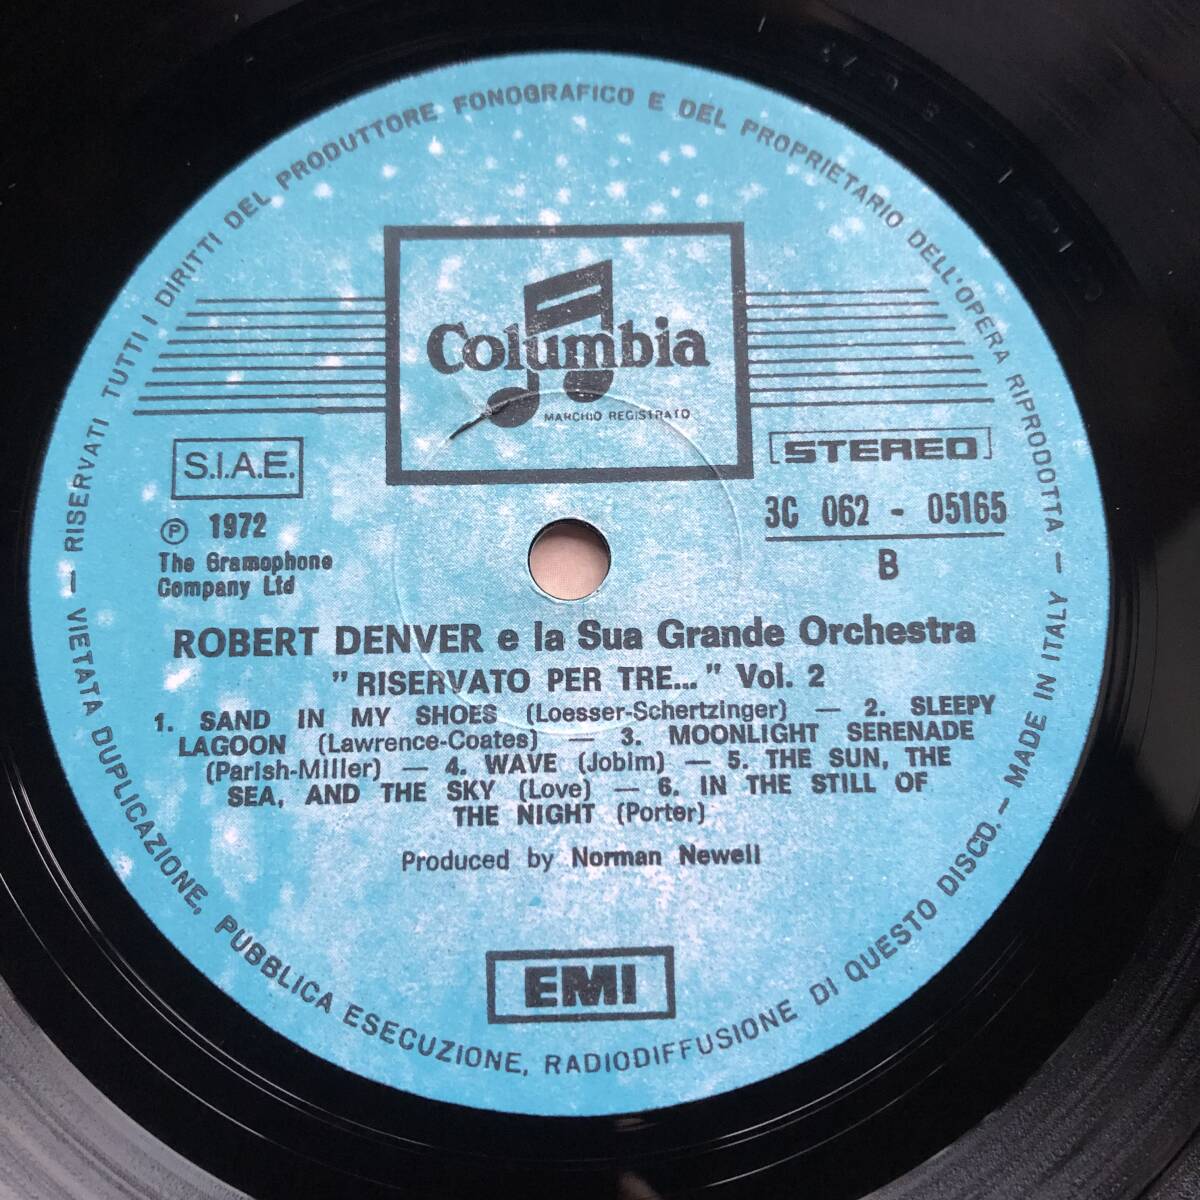 RISERVATI TUTTI I DIRITTI DEL PRODUTTORE FONOGRAFICO E DEL PROPRIETARIO DELL'OPERA RIPRODOTTA — MADE IN ITALY —
Columbia
MARCHIO REGISTRATO
S.I.A.E.
STEREO
℗ 1972
3C 062 - 05165
The Gramophone
Company Ltd
B
ROBERT DENVER e la Sua Grande Orchestra
"RISERVATO PER TRE..." Vol. 2
1. SAND IN MY SHOES (Loesser-Schertzinger) — 2. SLEEPY
LAGOON (Lawrence-Coates) — 3. MOONLIGHT SERENADE
(Parish-Miller) — 4. WAVE (Jobim) — 5. THE SUN, THE
SEA, AND THE SKY (Love) — 6. IN THE STILL OF
THE NIGHT (Porter)
Produced by Norman Newell
EMI
— VIETATA DUPLICAZIONE, PUBBLICA ESECUZIONE, RADIODIFFUSIONE DI QUESTO DISCO. —